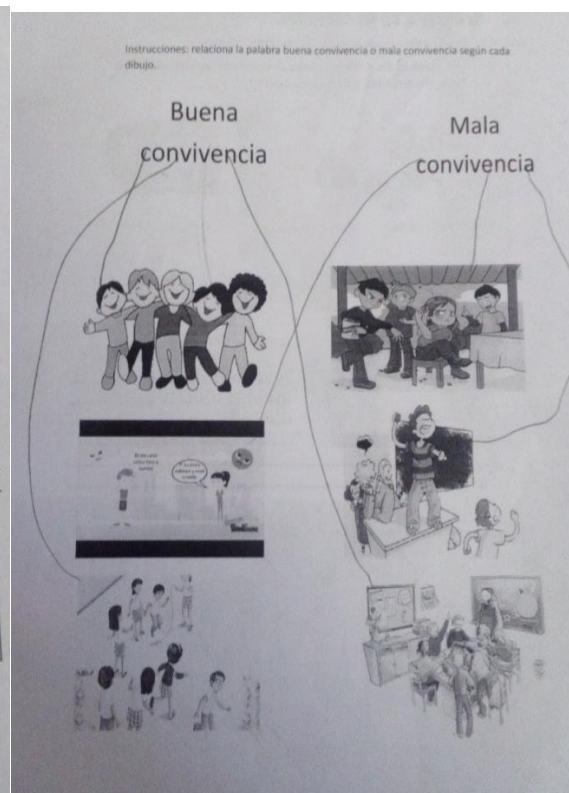 Instrucciones: relaciona la palabra buena convivencia o mala convivencia según cada
dibujo.
Buena
convivencia
Mala
convivencia